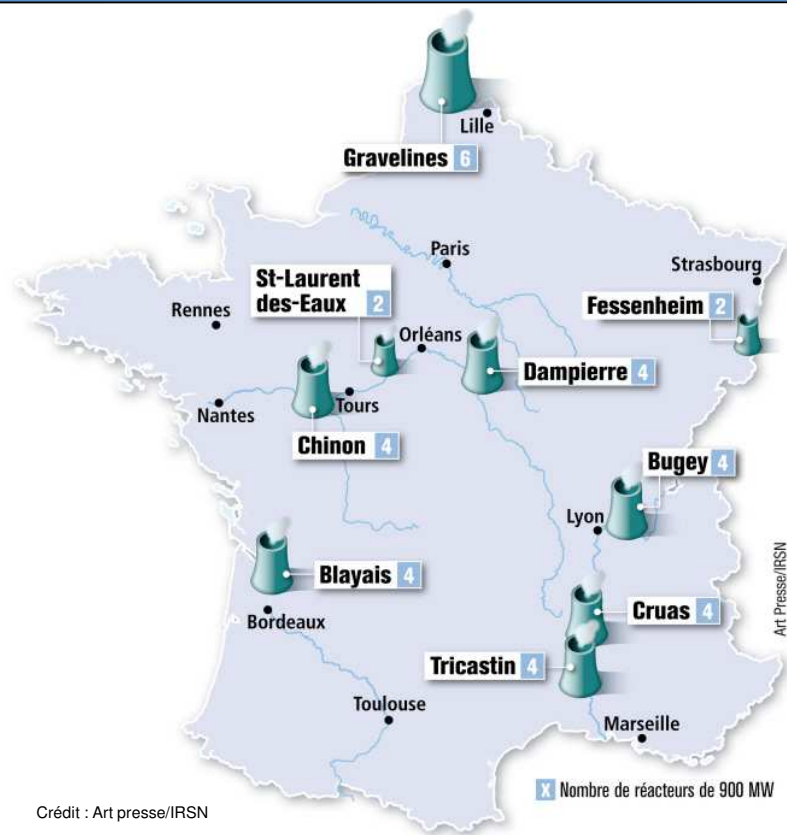 Lille
Gravelines 6
Paris
Strasbourg
St-Laurent
des-Eaux 2
Rennes
Orléans
Fessenheim 2
Dampierre 4
Nantes
Tours
Chinon 4
Bugey 4
Lyon
Blayais 4
Bordeaux
Cruas 4
Tricastin 4
Toulouse
Marseille
Art Presse/IRSN
X Nombre de réacteurs de 900 MW
Crédit : Art presse/IRSN